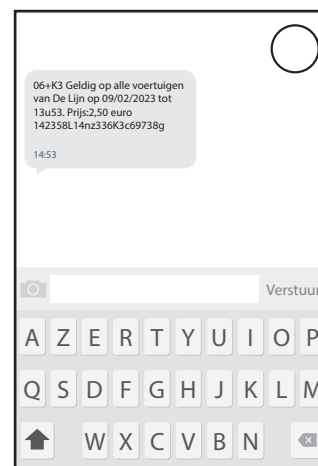 06+K3 Geldig op alle voertuigen
van De Lijn op 09/02/2023 tot
13u53. Prijs:2,50 euro
142358L14nz336K3c69738g
14:53
Verstuur
A Z E R T Y U I O P
Q S D F G H J K L M
W X C V B N